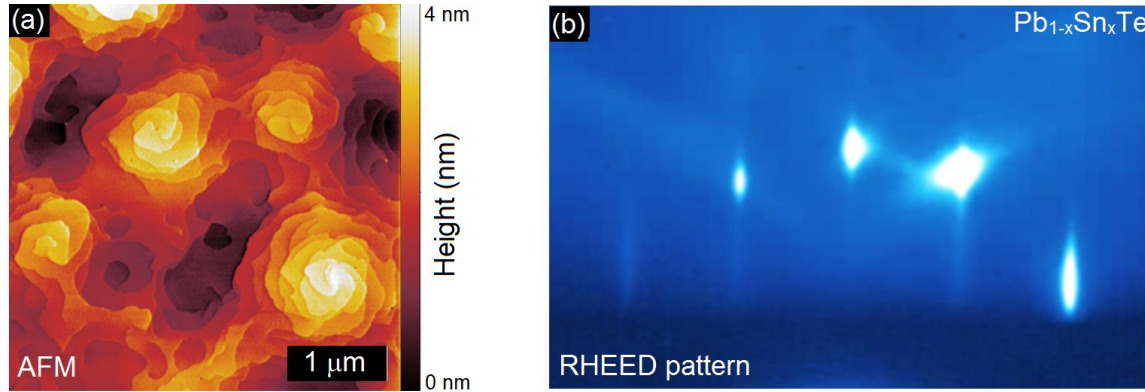 (a)
4 nm
Height (nm)
AFM
1 μm
0 nm
(b)
Pb₁₋ₓSnₓTe
RHEED pattern